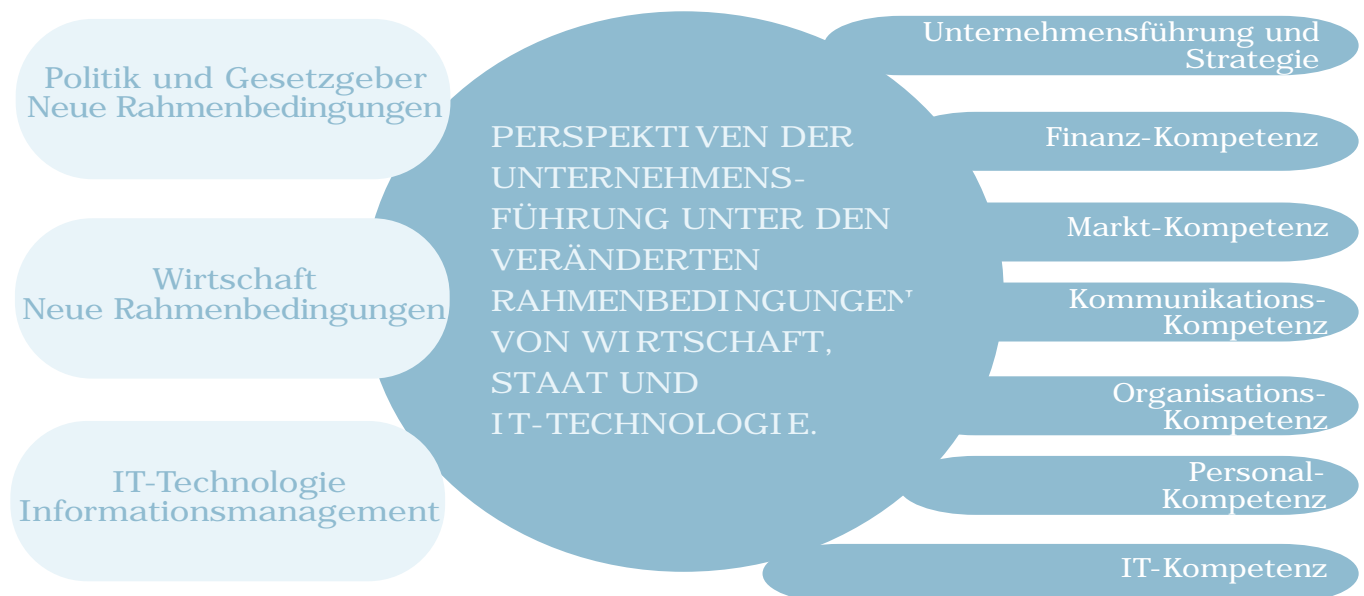 Politik und Gesetzgeber
Neue Rahmenbedingungen
Wirtschaft
Neue Rahmenbedingungen
IT-Technologie
Informationsmanagement
PERSPEKTIVEN DER
UNTERNEHMENS-
FÜHRUNG UNTER DEN
VERÄNDERTEN
RAHMENBEDINGUNGEN
VON WIRTSCHAFT,
STAAT UND
IT-TECHNOLOGIE.
Unternehmensführung und
Strategie
Finanz-Kompetenz
Markt-Kompetenz
Kommunikations-
Kompetenz
Organisations-
Kompetenz
Personal-
Kompetenz
IT-Kompetenz